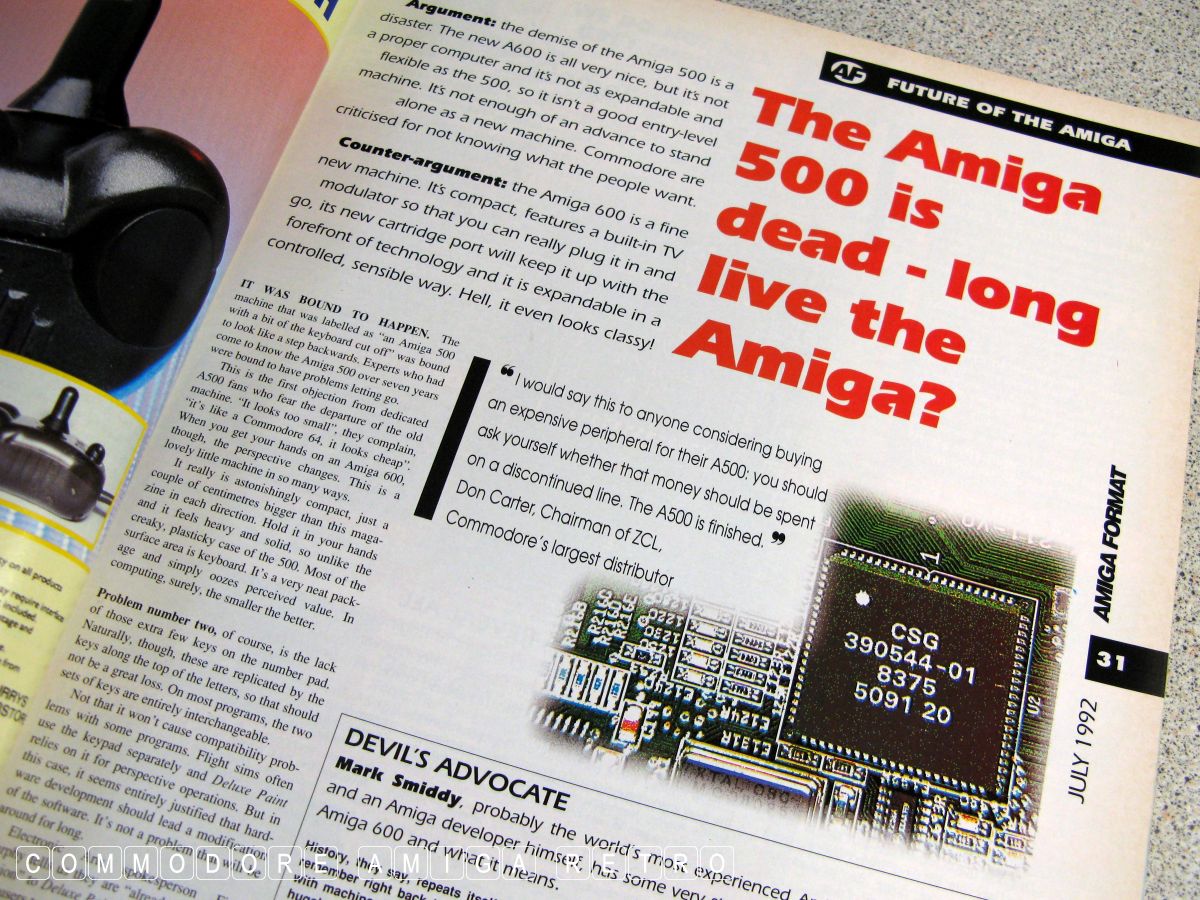 AF FUTURE OF THE AMIGA
The Amiga
500 is
dead - long
live the
Amiga?
Argument: the demise of the Amiga 500 is a
disaster. The new A600 is all very nice, but it's not
a proper computer and it's not as expandable and
flexible as the 500, so it isn't a good entry-level
machine. It's not enough of an advance to stand
alone as a new machine. Commodore are
criticised for not knowing what the people want.
Counter-argument: the Amiga 600 is a fine
new machine. It's compact, features a built-in TV
modulator so that you can really plug it in and
go, its new cartridge port will keep it up with the
forefront of technology and it is expandable in a
controlled, sensible way. Hell, it even looks classy!
IT WAS BOUND TO HAPPEN. The
machine that was labelled as "an Amiga 500
with a bit of the keyboard cut off" was bound
to look like a step backwards. Experts who had
come to know the Amiga 500 over seven years
were bound to have problems letting go.
This is the first objection from dedicated
A500 fans who fear the departure of the old
machine. "It looks too small", they complain,
"it's like a Commodore 64, it looks cheap".
When you get your hands on an Amiga 600,
though, the perspective changes. This is a
lovely little machine in so many ways.
It really is astonishingly compact, just a
couple of centimetres bigger than this maga-
zine in each direction. Hold it in your hands
and it feels heavy and solid, so unlike the
creaky, plasticky case of the 500. Most of the
surface area is keyboard. It's a very neat pack-
age and simply oozes perceived value. In
computing, surely, the smaller the better.
Problem number two, of course, is the lack
of those extra few keys on the number pad.
Naturally, though, these are replicated by the
keys along the top of the letters, so that should
not be a great loss. On most programs, the two
sets of keys are entirely interchangeable.
Not that it won't cause compatibility prob-
lems with some programs. Flight sims often
use the keypad separately and Deluxe Paint
relies on it for perspective operations. But in
this case, it seems entirely justified that hard-
ware development should lead a modification
of the software. It's not a problem that will be
around for long.
"I would say this to anyone considering buying
an expensive peripheral for their A500: you should
ask yourself whether that money should be spent
on a discontinued line. The A500 is finished."
Don Carter, Chairman of ZCL,
Commodore's largest distributor
CSG
390544-01
8375
5091 20
U2
DEVIL'S ADVOCATE
Mark Smiddy, probably the world's most experienced
and an Amiga developer himself, has some very
Amiga 600 and what it means.
History, they say, repeats
remember right back
with machine
AMIGA FORMAT
31
JULY 1992
COMMODORE AMIGA RETRO